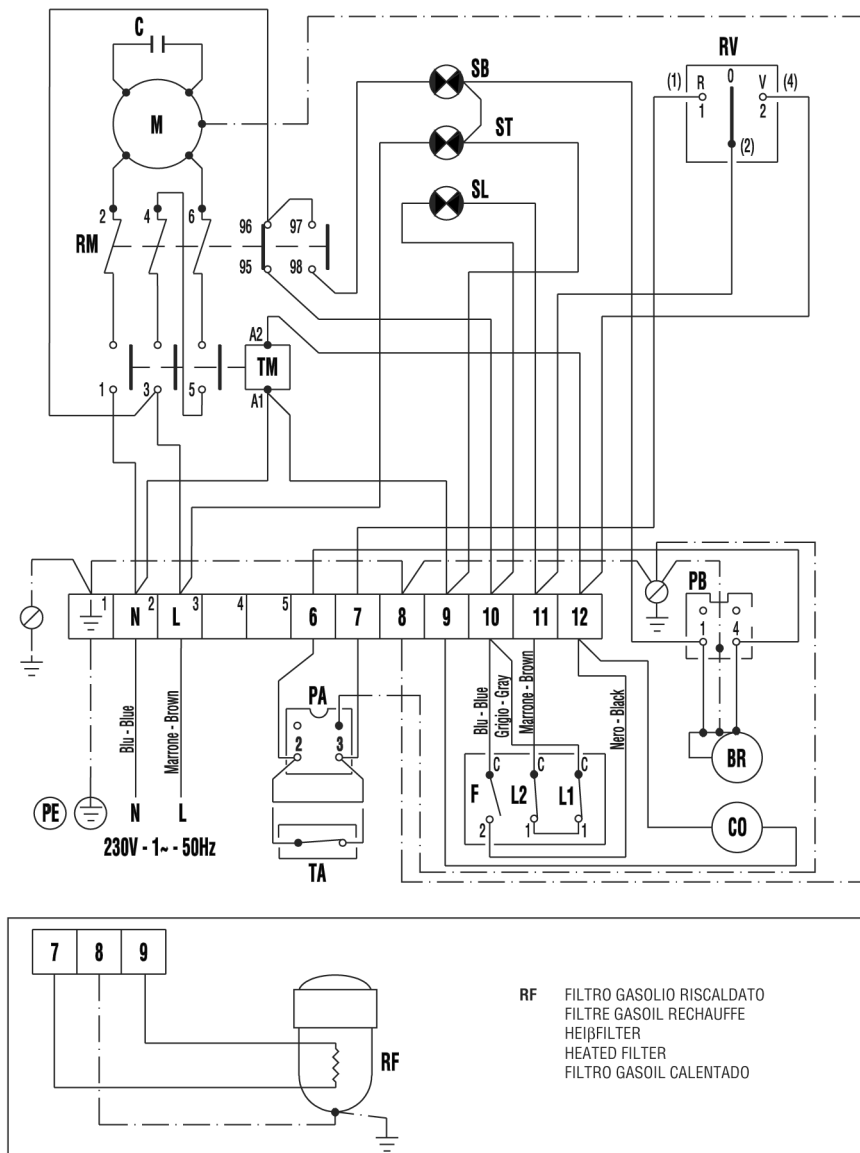 C
SB
RV
(1) R 0 V (4)
1 2
(2)
M
ST
SL
2 4 6
96 97
RM
95 98
A2
TM
1 3 5
A1
PB
1 4
1 N 2 L 3 4 5 6 7 8 9 10 11 12
Blu - Blue
Marrone - Brown
PA
2 3
Blu - Blue
Grigio - Gray
Marrone - Brown
Nero - Black
BR
C C C
F L2 L1
2 1 1
CO
PE N L
230V - 1~ - 50Hz
TA
7 8 9
RF
RF FILTRO GASOLIO RISCALDATO
FILTRE GASOIL RECHAUFFE
HEIβFILTER
HEATED FILTER
FILTRO GASOIL CALENTADO